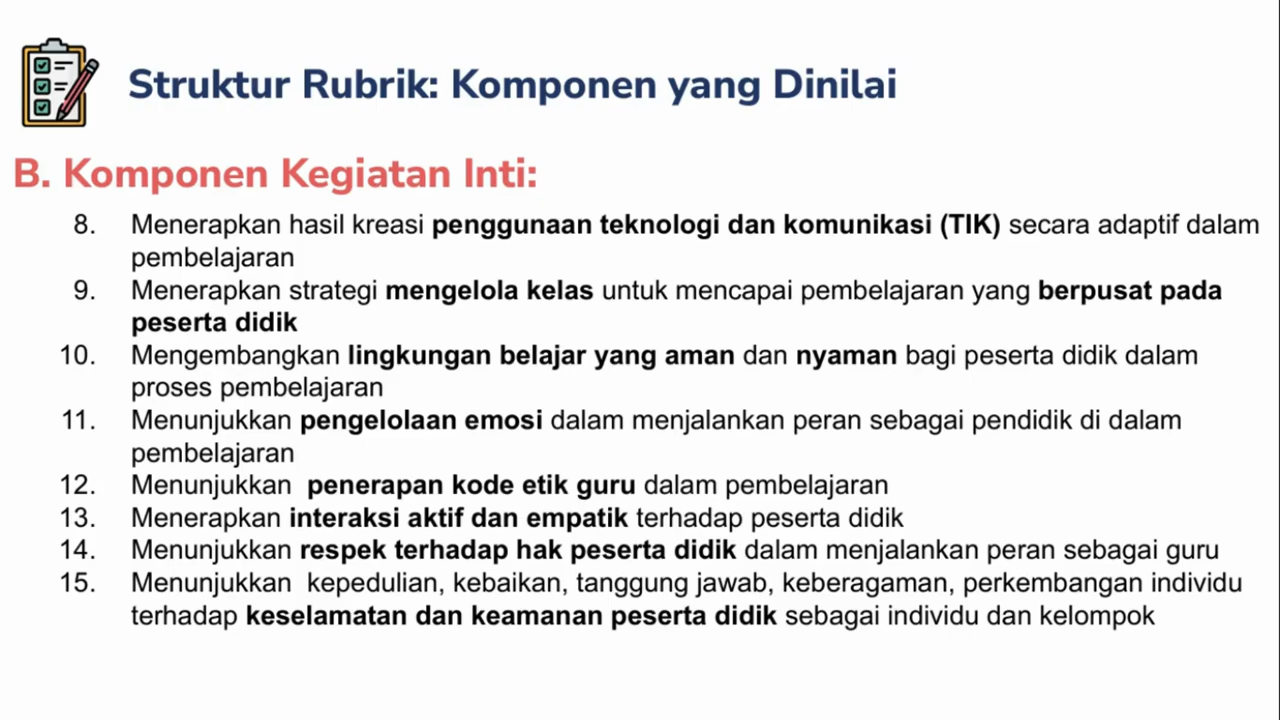 Struktur Rubrik: Komponen yang Dinilai
B. Komponen Kegiatan Inti:
8. Menerapkan hasil kreasi penggunaan teknologi dan komunikasi (TIK) secara adaptif dalam
pembelajaran
9. Menerapkan strategi mengelola kelas untuk mencapai pembelajaran yang berpusat pada
peserta didik
10. Mengembangkan lingkungan belajar yang aman dan nyaman bagi peserta didik dalam
proses pembelajaran
11. Menunjukkan pengelolaan emosi dalam menjalankan peran sebagai pendidik di dalam
pembelajaran
12. Menunjukkan penerapan kode etik guru dalam pembelajaran
13. Menerapkan interaksi aktif dan empatik terhadap peserta didik
14. Menunjukkan respek terhadap hak peserta didik dalam menjalankan peran sebagai guru
15. Menunjukkan kepedulian, kebaikan, tanggung jawab, keberagaman, perkembangan individu
terhadap keselamatan dan keamanan peserta didik sebagai individu dan kelompok